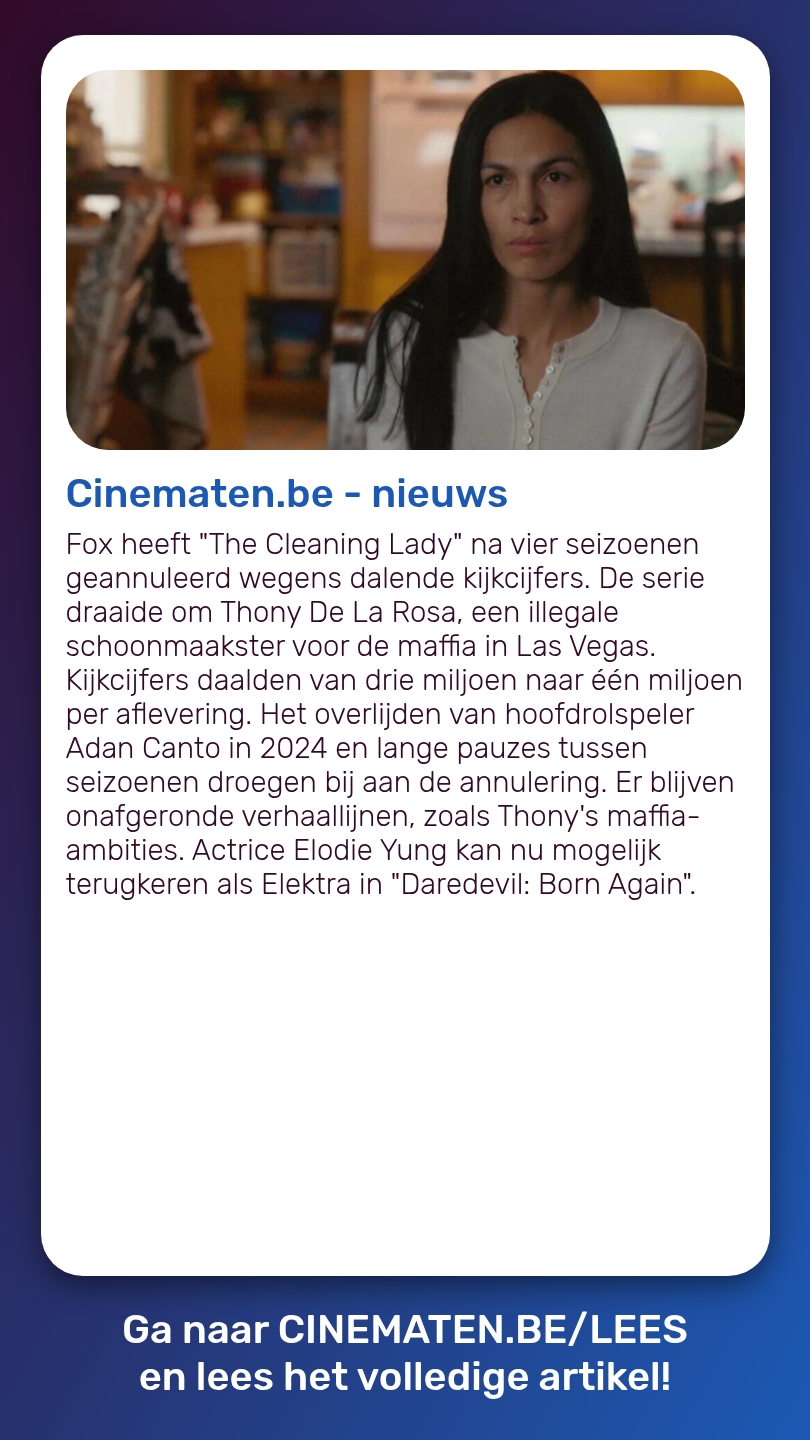 Cinematen.be - nieuws
Fox heeft "The Cleaning Lady" na vier seizoenen
geannuleerd wegens dalende kijkcijfers. De serie
draaide om Thony De La Rosa, een illegale
schoonmaakster voor de maffia in Las Vegas.
Kijkcijfers daalden van drie miljoen naar één miljoen
per aflevering. Het overlijden van hoofdrolspeler
Adan Canto in 2024 en lange pauzes tussen
seizoenen droegen bij aan de annulering. Er blijven
onafgeronde verhaallijnen, zoals Thony's maffia-
ambities. Actrice Elodie Yung kan nu mogelijk
terugkeren als Elektra in "Daredevil: Born Again".
Ga naar CINEMATEN.BE/LEES
en lees het volledige artikel!